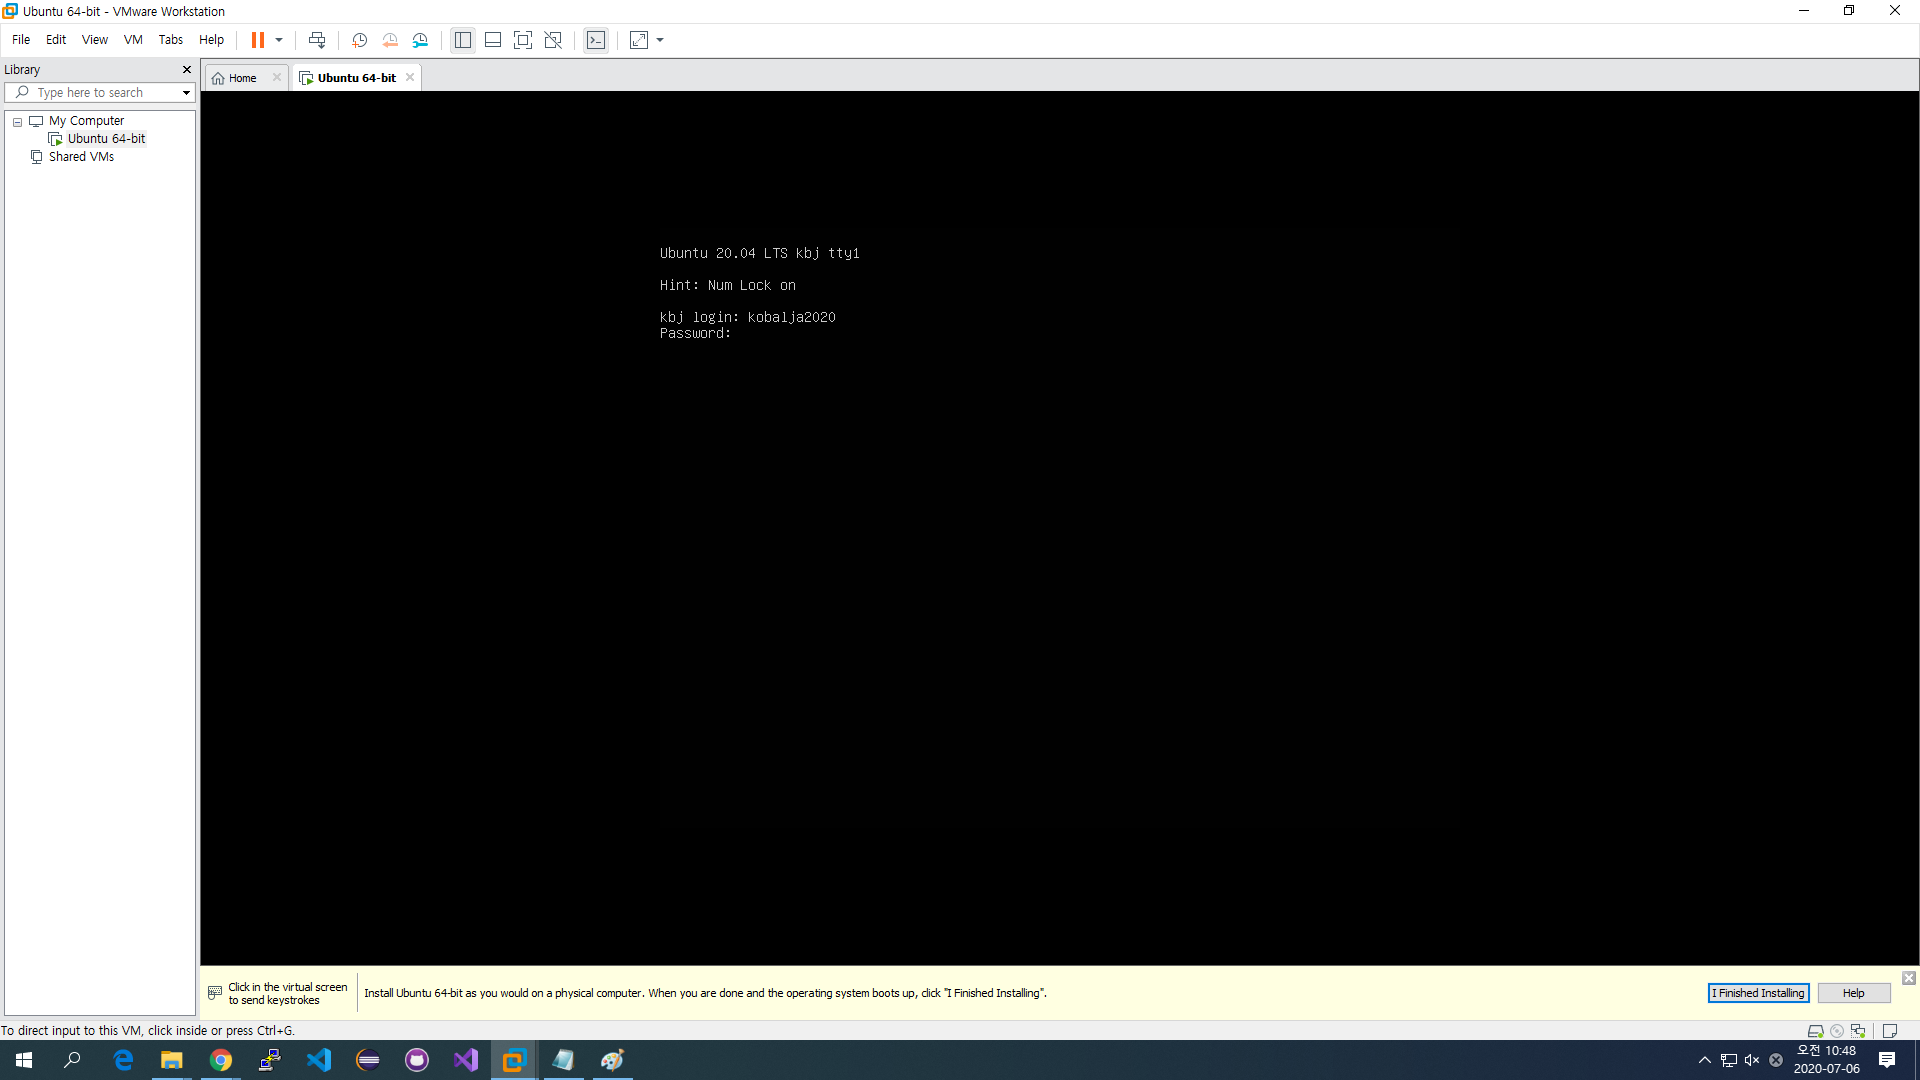 Ubuntu 64-bit - VMware Workstation
File Edit View VM Tabs Help
Library
Home
Ubuntu 64-bit
Type here to search
My Computer
Ubuntu 64-bit
Shared VMs
Ubuntu 20.04 LTS kbj tty1
Hint: Num Lock on
kbj login: kobalja2020
Password:
Click in the virtual screen
to send keystrokes
Install Ubuntu 64-bit as you would on a physical computer. When you are done and the operating system boots up, click "I Finished Installing".
I Finished Installing
Help
To direct input to this VM, click inside or press Ctrl+G.
오전 10:48
2020-07-06